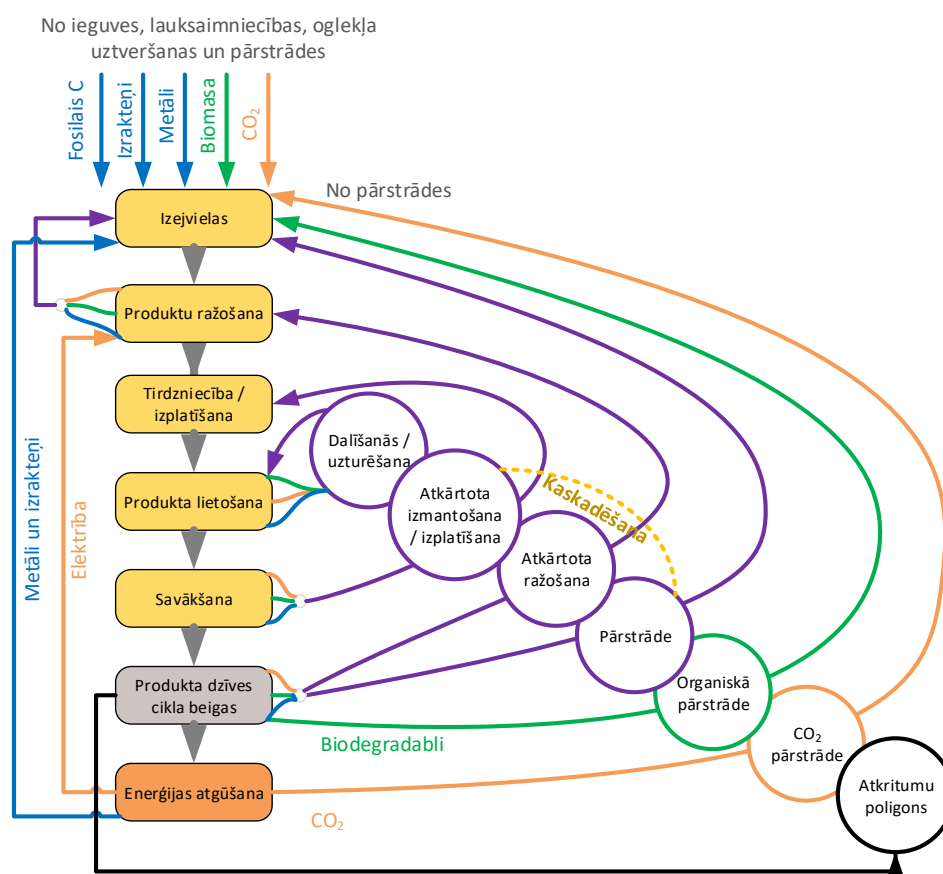 No ieguves, lauksaimniecības, oglekļa
uztveršanas un pārstrādes
Fosilais C
Izrakteņi
Metāli
Biomasa
CO₂
No pārstrādes
Izejvielas
Produktu ražošana
Tirdzniecība /
izplatīšana
Dalīšanās /
uzturēšana
Produkta lietošana
Atkārtota
izmantošana
/ izplatīšana
Kaskadēšana
Metāli un izrakteņi
Elektrība
Atkārtota
ražošana
Savākšana
Pārstrāde
Produkta dzīves
cikla beigas
Organiskā
pārstrāde
Biodegradabli
CO₂
pārstrāde
Enerģijas atgūšana
CO₂
Atkritumu
poligons